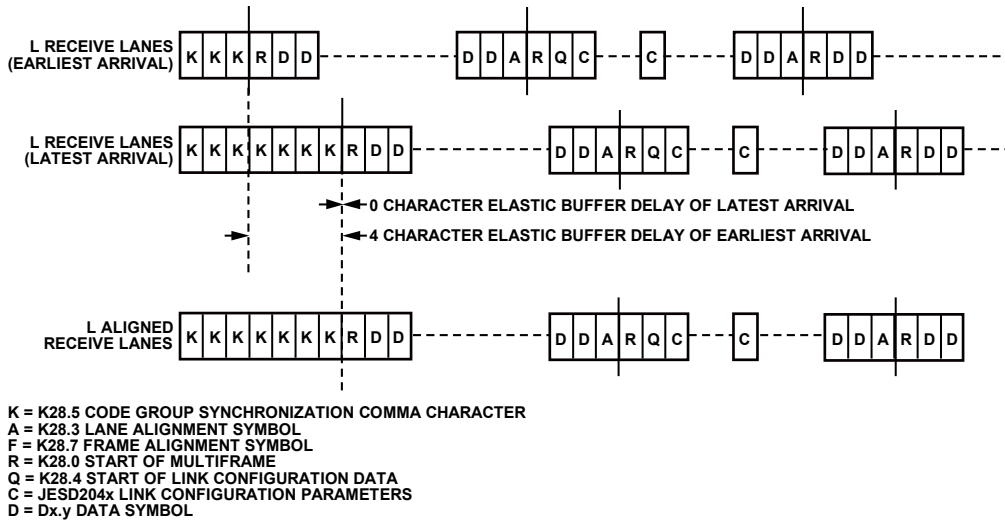 L RECEIVE LANES
(EARLIEST ARRIVAL)
K K K R D D D D A R Q C C D D A R D D
L RECEIVE LANES
(LATEST ARRIVAL)
K K K K K K K R D D D D A R Q C C D D A R D D
0 CHARACTER ELASTIC BUFFER DELAY OF LATEST ARRIVAL
4 CHARACTER ELASTIC BUFFER DELAY OF EARLIEST ARRIVAL
L ALIGNED
RECEIVE LANES
K K K K K K K R D D D D A R Q C C D D A R D D
K = K28.5 CODE GROUP SYNCHRONIZATION COMMA CHARACTER
A = K28.3 LANE ALIGNMENT SYMBOL
F = K28.7 FRAME ALIGNMENT SYMBOL
R = K28.0 START OF MULTIFRAME
Q = K28.4 START OF LINK CONFIGURATION DATA
C = JESD204x LINK CONFIGURATION PARAMETERS
D = Dx.y DATA SYMBOL